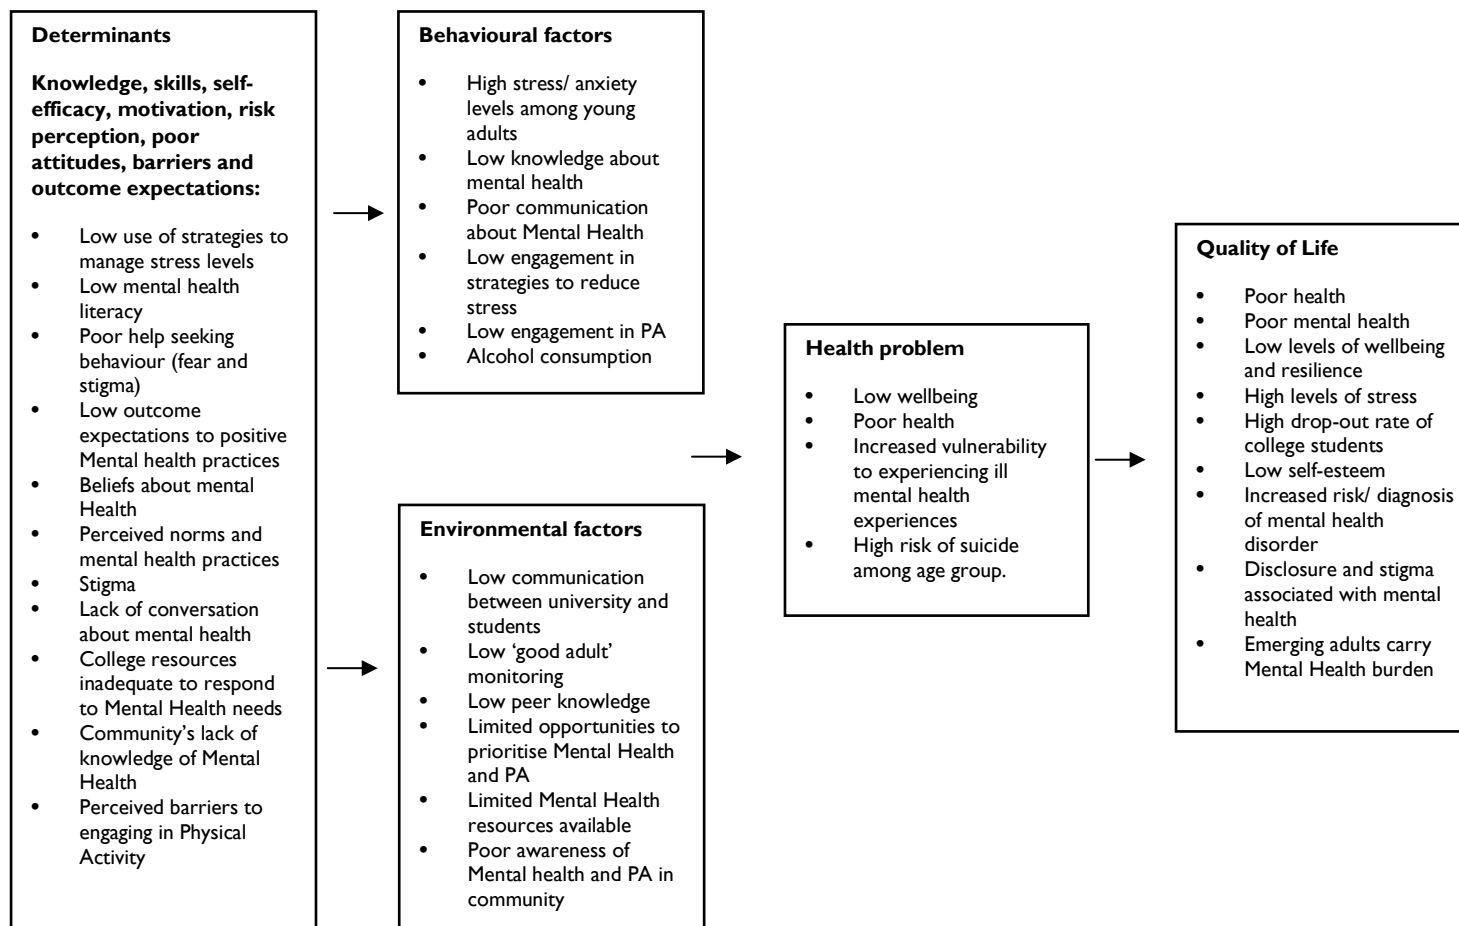 Determinants
Knowledge, skills, self-
efficacy, motivation, risk
perception, poor
attitudes, barriers and
outcome expectations:
• Low use of strategies to
manage stress levels
• Low mental health
literacy
• Poor help seeking
behaviour (fear and
stigma)
• Low outcome
expectations to positive
Mental health practices
• Beliefs about mental
Health
• Perceived norms and
mental health practices
• Stigma
• Lack of conversation
about mental health
• College resources
inadequate to respond
to Mental Health needs
• Community's lack of
knowledge of Mental
Health
• Perceived barriers to
engaging in Physical
Activity
Behavioural factors
• High stress/ anxiety
levels among young
adults
• Low knowledge about
mental health
• Poor communication
about Mental Health
• Low engagement in
strategies to reduce
stress
• Low engagement in PA
• Alcohol consumption
Environmental factors
• Low communication
between university and
students
• Low ‘good adult’
monitoring
• Low peer knowledge
• Limited opportunities to
prioritise Mental Health
and PA
• Limited Mental Health
resources available
• Poor awareness of
Mental health and PA in
community
Health problem
• Low wellbeing
• Poor health
• Increased vulnerability
to experiencing ill
mental health
experiences
• High risk of suicide
among age group.
Quality of Life
• Poor health
• Poor mental health
• Low levels of wellbeing
and resilience
• High levels of stress
• High drop-out rate of
college students
• Low self-esteem
• Increased risk/ diagnosis
of mental health
disorder
• Disclosure and stigma
associated with mental
health
• Emerging adults carry
Mental Health burden